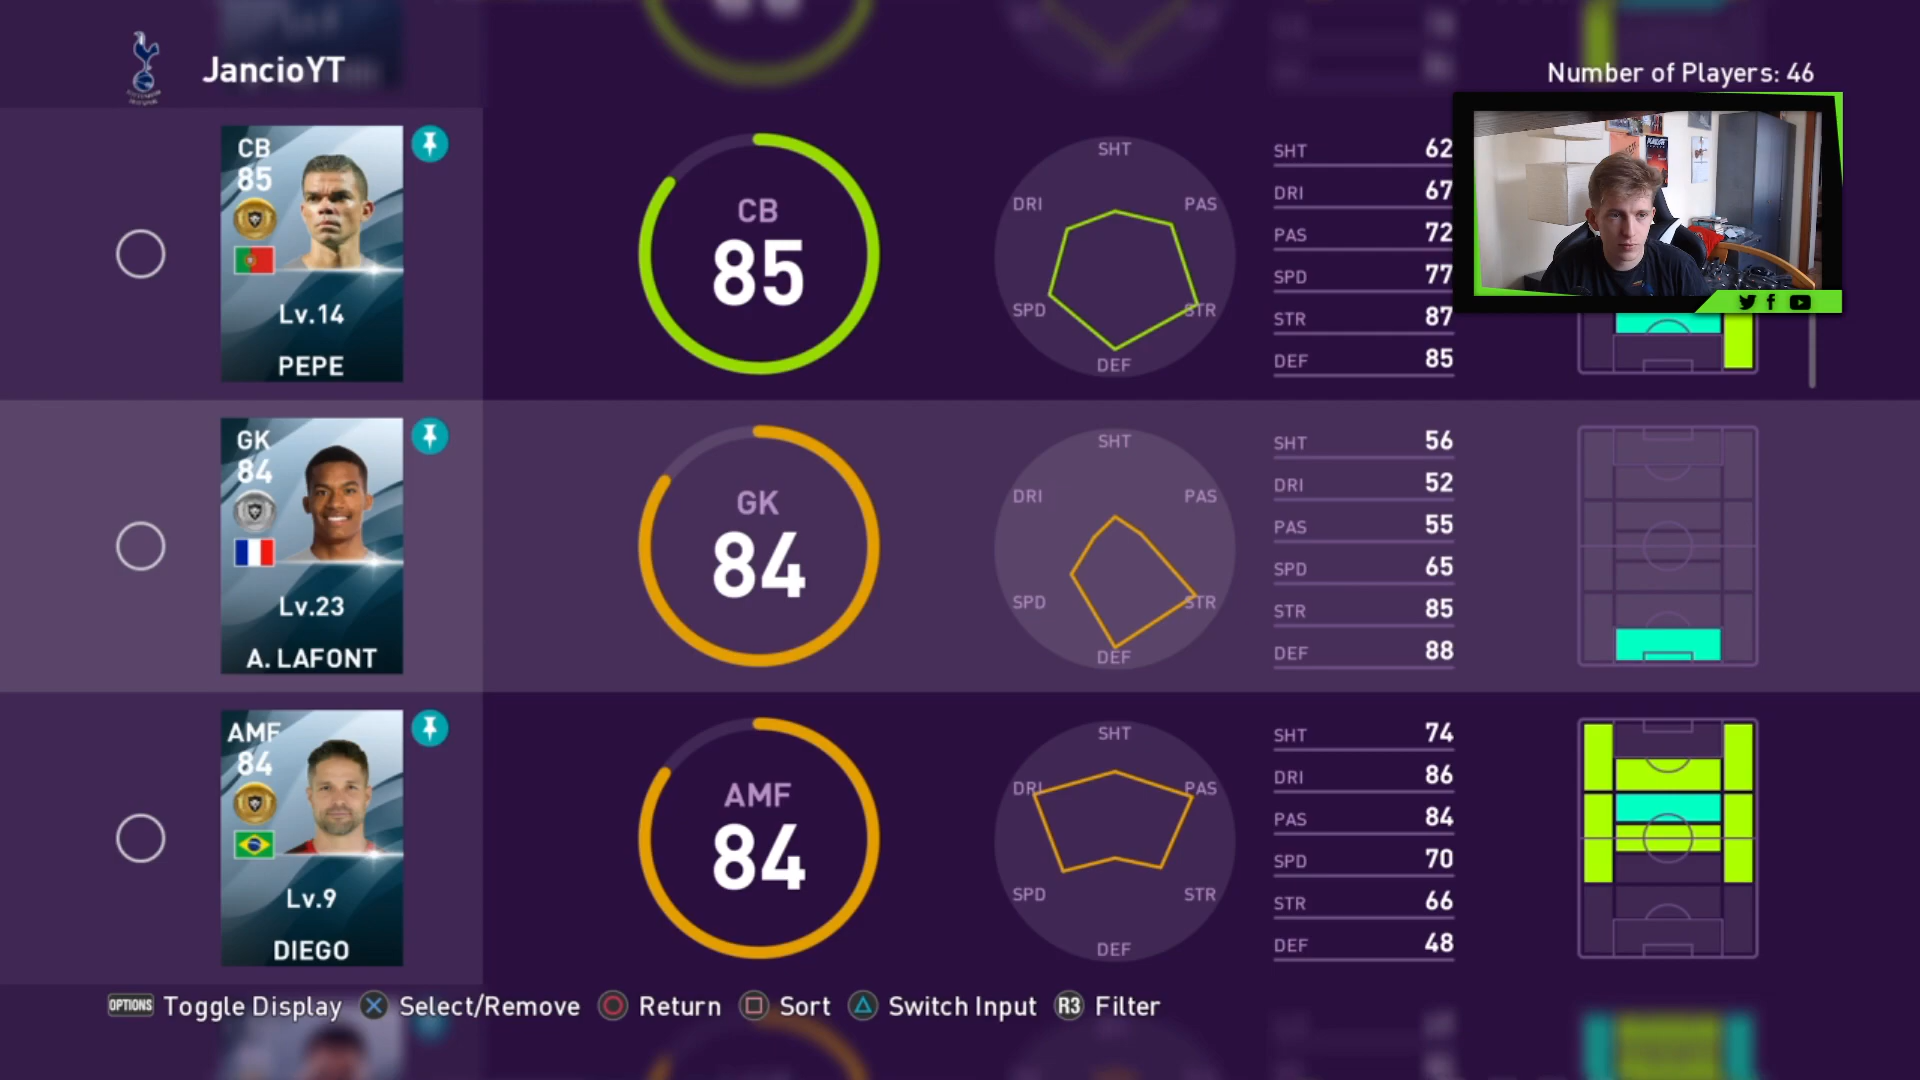 JancioYT
Number of Players: 46
CB
85
Lv.14
PEPE
CB
85
SHT
DRI
PAS
SPD
STR
DEF
SHT 62
DRI 67
PAS 72
SPD 77
STR 87
DEF 85
GK
84
Lv.23
A. LAFONT
GK
84
SHT
DRI
PAS
SPD
STR
DEF
SHT 56
DRI 52
PAS 55
SPD 65
STR 85
DEF 88
AMF
84
Lv.9
DIEGO
AMF
84
SHT
DRI
PAS
SPD
STR
DEF
SHT 74
DRI 86
PAS 84
SPD 70
STR 66
DEF 48
OPTIONS Toggle Display Select/Remove Return Sort Switch Input R3 Filter